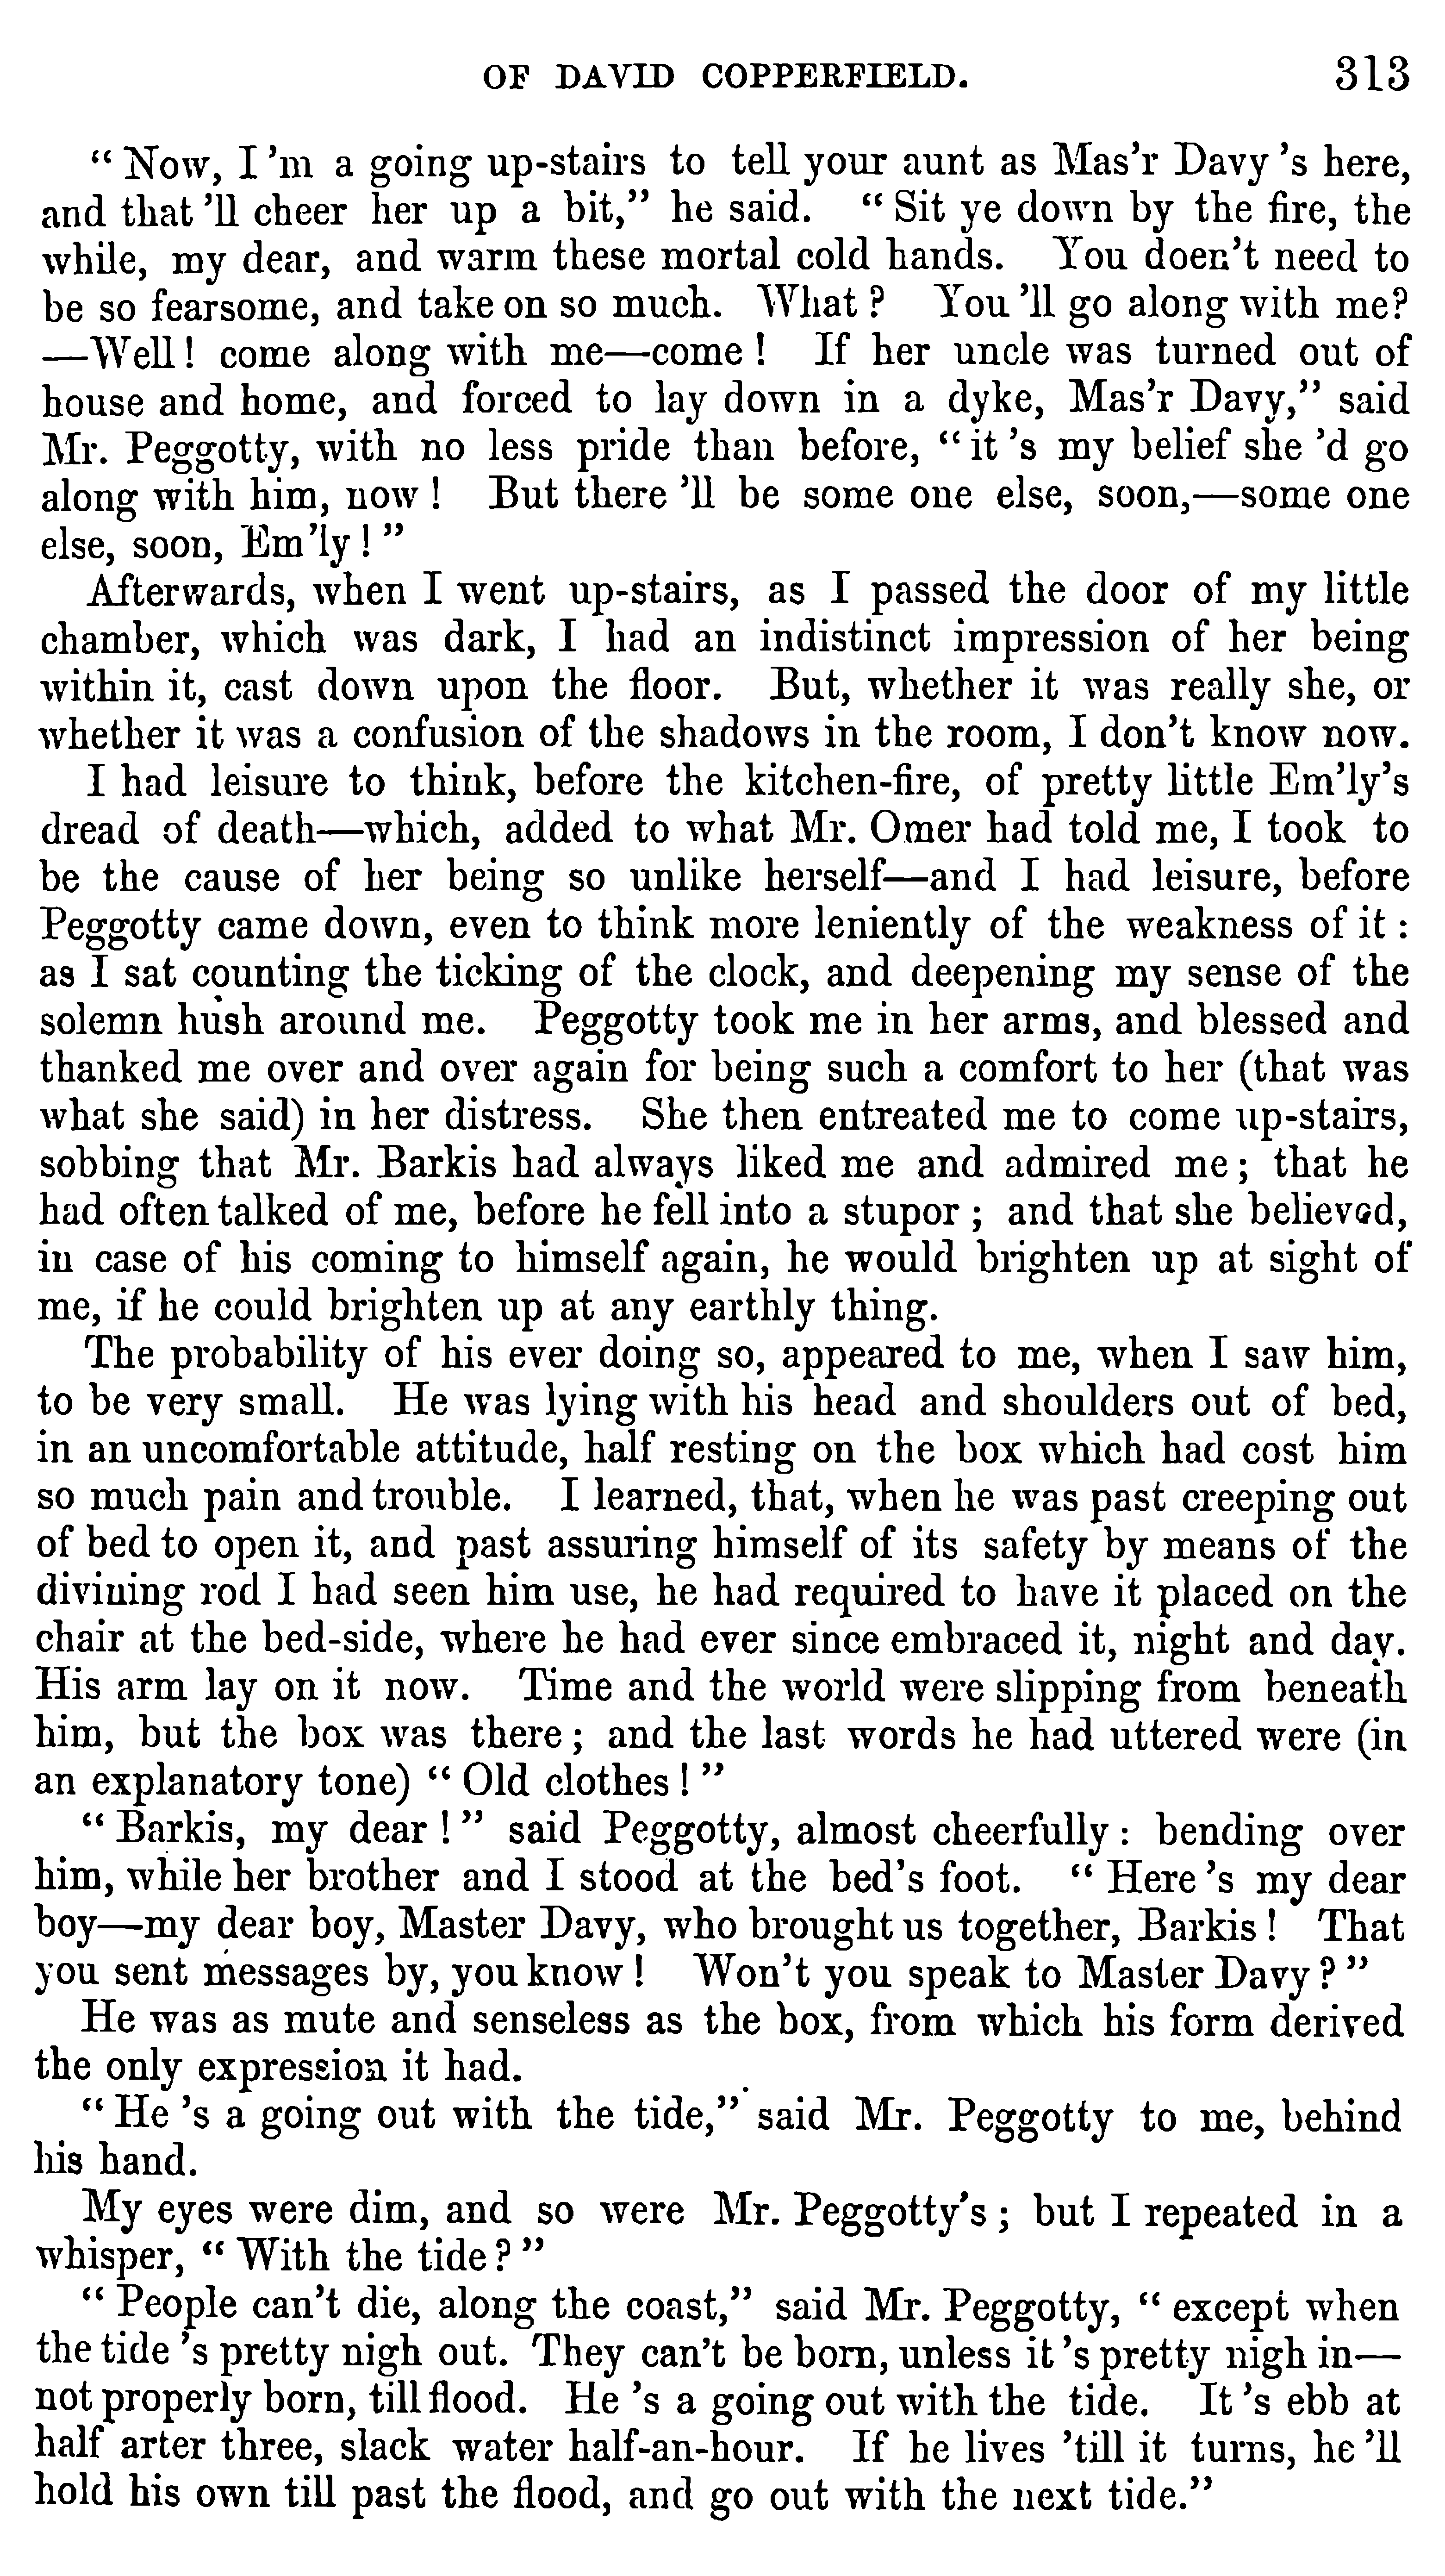 OF DAVID COPPERFIELD. 313
“ Now, I ’m a going up-stairs to tell your aunt as Mas’r Davy ’s here,
and that ’ll cheer her up a bit,” he said. “ Sit ye down by the fire, the
while, my dear, and warm these mortal cold hands. You doen’t need to
be so fearsome, and take on so much. What ? You ’ll go along with me?
—Well ! come along with me—come ! If her uncle was turned out of
house and home, and forced to lay down in a dyke, Mas’r Davy,” said
Mr. Peggotty, with no less pride than before, “ it ’s my belief she ’d go
along with him, now ! But there ’ll be some one else, soon,—some one
else, soon, Em’ly ! ”
Afterwards, when I went up-stairs, as I passed the door of my little
chamber, which was dark, I had an indistinct impression of her being
within it, cast down upon the floor. But, whether it was really she, or
whether it was a confusion of the shadows in the room, I don’t know now.
I had leisure to think, before the kitchen-fire, of pretty little Em’ly’s
dread of death—which, added to what Mr. Omer had told me, I took to
be the cause of her being so unlike herself—and I had leisure, before
Peggotty came down, even to think more leniently of the weakness of it :
as I sat counting the ticking of the clock, and deepening my sense of the
solemn hush around me. Peggotty took me in her arms, and blessed and
thanked me over and over again for being such a comfort to her (that was
what she said) in her distress. She then entreated me to come up-stairs,
sobbing that Mr. Barkis had always liked me and admired me ; that he
had often talked of me, before he fell into a stupor ; and that she believed,
in case of his coming to himself again, he would brighten up at sight of
me, if he could brighten up at any earthly thing.
The probability of his ever doing so, appeared to me, when I saw him,
to be very small. He was lying with his head and shoulders out of bed,
in an uncomfortable attitude, half resting on the box which had cost him
so much pain and trouble. I learned, that, when he was past creeping out
of bed to open it, and past assuring himself of its safety by means of the
divining rod I had seen him use, he had required to have it placed on the
chair at the bed-side, where he had ever since embraced it, night and day.
His arm lay on it now. Time and the world were slipping from beneath
him, but the box was there ; and the last words he had uttered were (in
an explanatory tone) “ Old clothes ! ”
“ Barkis, my dear ! ” said Peggotty, almost cheerfully : bending over
him, while her brother and I stood at the bed’s foot. “ Here ’s my dear
boy—my dear boy, Master Davy, who brought us together, Barkis ! That
you sent messages by, you know ! Won’t you speak to Master Davy ? ”
He was as mute and senseless as the box, from which his form derived
the only expression it had.
“ He ’s a going out with the tide,” said Mr. Peggotty to me, behind
his hand.
My eyes were dim, and so were Mr. Peggotty’s ; but I repeated in a
whisper, “ With the tide ? ”
“ People can’t die, along the coast,” said Mr. Peggotty, “ except when
the tide ’s pretty nigh out. They can’t be born, unless it ’s pretty nigh in—
not properly born, till flood. He ’s a going out with the tide. It ’s ebb at
half arter three, slack water half-an-hour. If he lives ’till it turns, he ’ll
hold his own till past the flood, and go out with the next tide.”